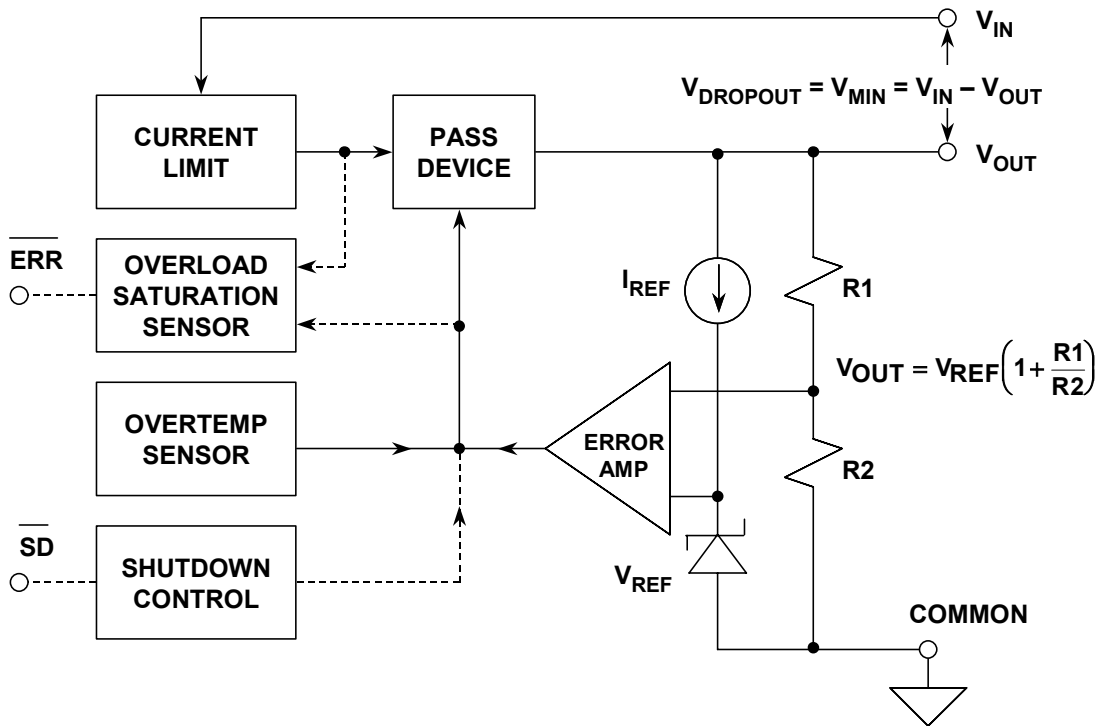 V_IN
V_DROPOUT = V_MIN = V_IN – V_OUT
CURRENT
LIMIT
PASS
DEVICE
V_OUT
ERR
OVERLOAD
SATURATION
SENSOR
I_REF
R1
V_OUT = V_REF(1 + R1/R2)
OVERTEMP
SENSOR
ERROR
AMP
R2
SD
SHUTDOWN
CONTROL
V_REF
COMMON